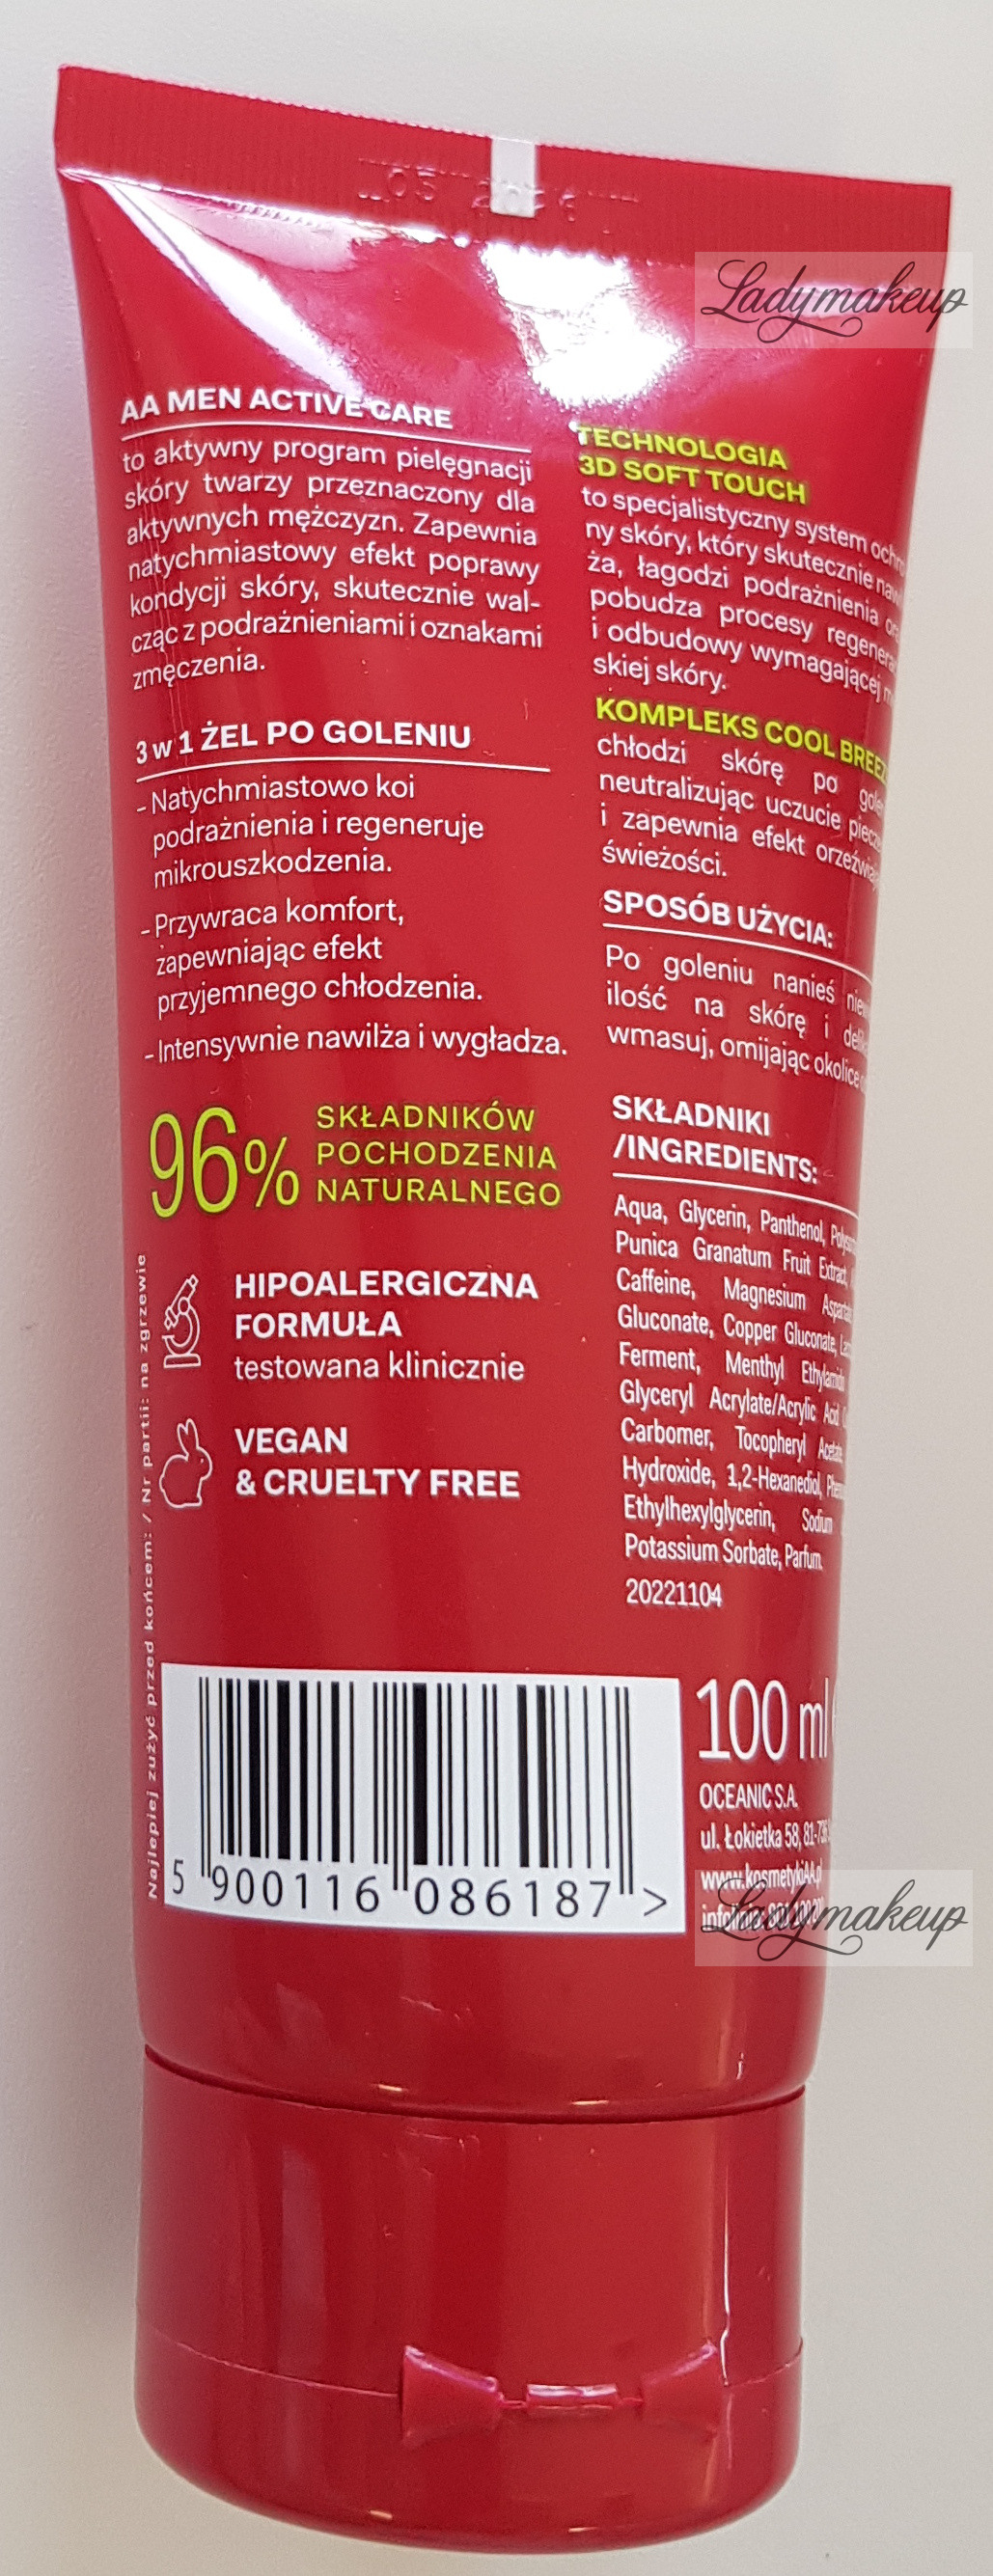 05 2026
Ladymakeup
AA MEN ACTIVE CARE
to aktywny program pielęgnacji
skóry twarzy przeznaczony dla
aktywnych mężczyzn. Zapewnia
natychmiastowy efekt poprawy
kondycji skóry, skutecznie wal-
cząc z podrażnieniami i oznakami
zmęczenia.
3 w 1 ŻEL PO GOLENIU
- Natychmiastowo koi
podrażnienia i regeneruje
mikrouszkodzenia.
- Przywraca komfort,
zapewniając efekt
przyjemnego chłodzenia.
- Intensywnie nawilża i wygładza.
96% SKŁADNIKÓW
POCHODZENIA
NATURALNEGO
HIPOALERGICZNA
FORMUŁA
testowana klinicznie
VEGAN
& CRUELTY FREE
Najlepiej zużyć przed końcem: / Nr partii: na zgrzewie
5 900116 086187 >
TECHNOLOGIA
3D SOFT TOUCH
to specjalistyczny system
ny skóry, który skutecznie
ża, łagodzi podrażnienia
pobudza procesy
i odbudowy wymagającej
skiej skóry.
KOMPLEKS COOL BREEZ
chłodzi skórę po
neutralizując uczucie
i zapewnia efekt
świeżości.
SPOSÓB UŻYCIA:
Po goleniu nanieś
ilość na skórę i
wmasuj, omijając okolice
SKŁADNIKI
/INGREDIENTS:
Aqua, Glycerin, Panthenol,
Punica Granatum Fruit Extract,
Caffeine, Magnesium
Gluconate, Copper Gluconate,
Ferment, Menthyl
Glyceryl Acrylate/Acrylic Acid
Carbomer, Tocopheryl
Hydroxide, 1,2-Hexanediol,
Ethylhexylglycerin, Sodium
Potassium Sorbate, Parfum.
20221104
100 ml
OCEANIC S.A.
ul. Łokietka 58,
www.kosmetykiAA.pl
Ladymakeup